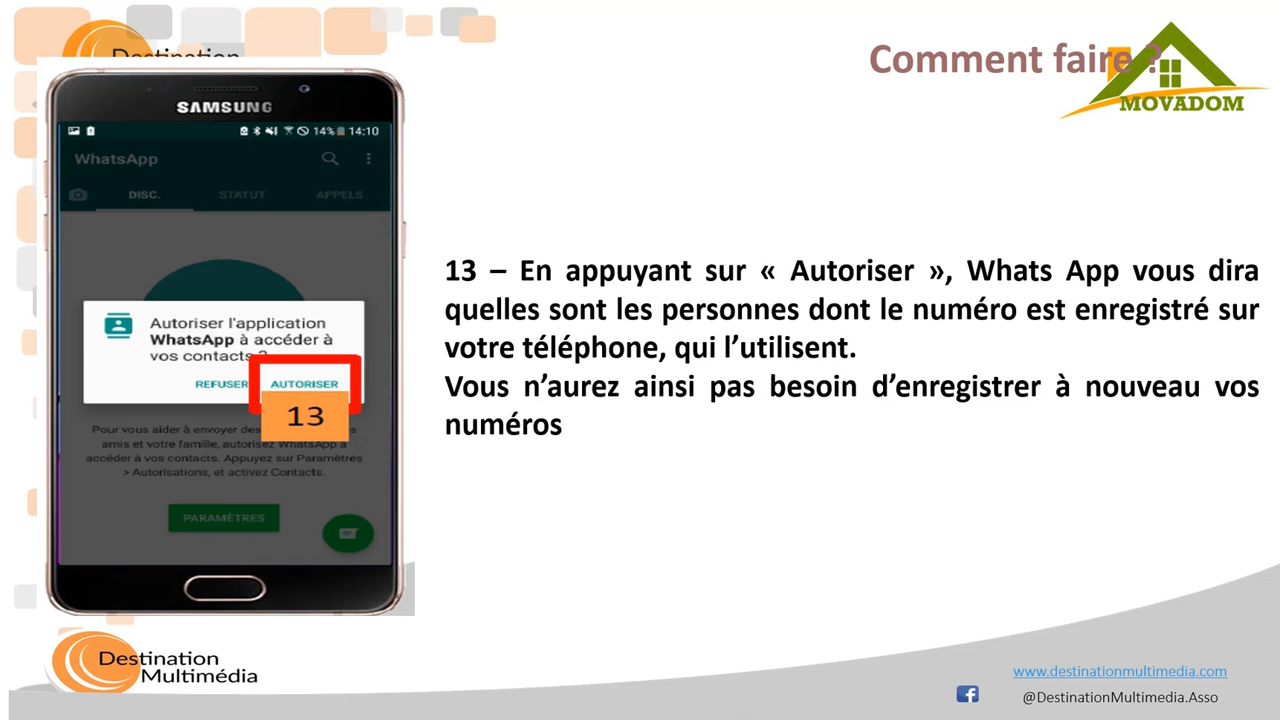 Destination
Comment faire ?
MOVADOM
SAMSUNG
14% 14:10
WhatsApp
DISC. STATUT APPELS
Autoriser l'application
WhatsApp à accéder à
vos contacts ?
REFUSER AUTORISER
13
Pour vous aider à envoyer des es
amis et votre famille, autorisez WhatsApp à
accéder à vos contacts. Appuyez sur Paramètres
> Autorisations, et activez Contacts.
PARAMÈTRES
13 – En appuyant sur « Autoriser », Whats App vous dira
quelles sont les personnes dont le numéro est enregistré sur
votre téléphone, qui l'utilisent.
Vous n'aurez ainsi pas besoin d'enregistrer à nouveau vos
numéros
Destination
Multimédia
www.destinationmultimedia.com
@DestinationMultimedia.Asso